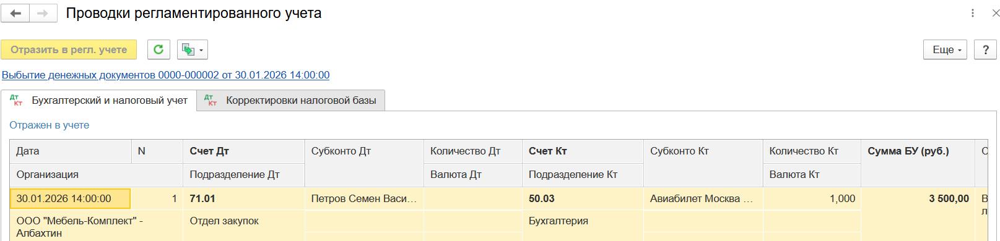 Проводки регламентированного учета
Отразить в регл. учете
Еще
?
Выбытие денежных документов 0000-000002 от 30.01.2026 14:00:00
Дт Кт Бухгалтерский и налоговый учет
Дт Кт Корректировки налоговой базы
Отражен в учете
Дата N Счет Дт Субконто Дт Количество Дт Счет Кт Субконто Кт Количество Кт Сумма БУ (руб.) С
Организация Подразделение Дт Валюта Дт Подразделение Кт Валюта Кт
30.01.2026 14:00:00 1 71.01 Петров Семен Васи... 50.03 Авиабилет Москва ... 1,000 3 500,00 В
л
ООО "Мебель-Комплект" - Отдел закупок Бухгалтерия
Албахтин